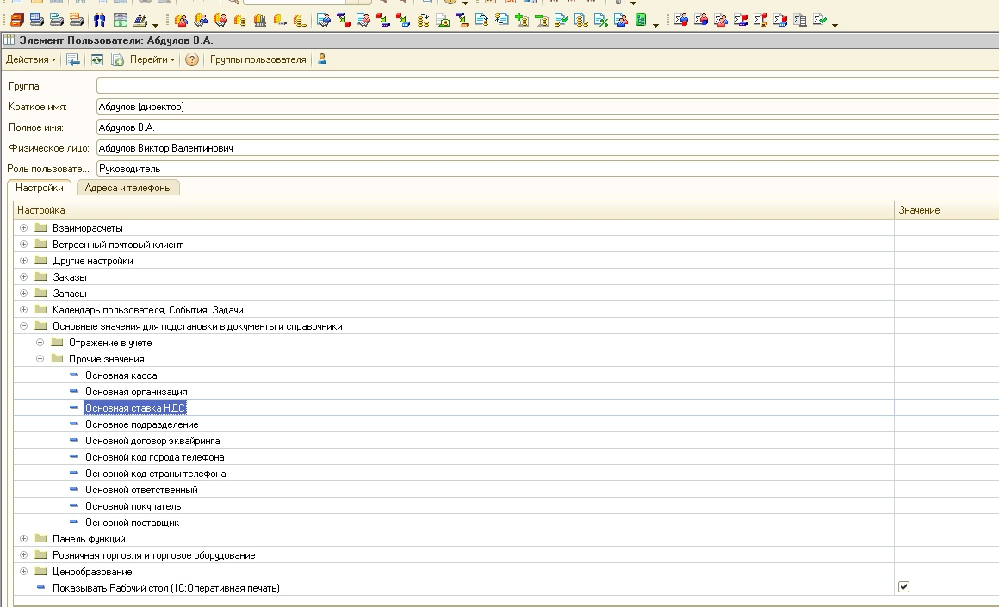 Элемент Пользователи: Абдулов В.А.
Действия Перейти Группы пользователя
Группа:
Краткое имя: Абдулов (директор)
Полное имя: Абдулов В.А.
Физическое лицо: Абдулов Виктор Валентинович
Роль пользовате... Руководитель
Настройки Адреса и телефоны
Настройка Значение
Взаиморасчеты
Встроенный почтовый клиент
Другие настройки
Заказы
Запасы
Календарь пользователя, События, Задачи
Основные значения для подстановки в документы и справочники
Отражение в учете
Прочие значения
Основная касса
Основная организация
Основная ставка НДС
Основное подразделение
Основной договор эквайринга
Основной код города телефона
Основной код страны телефона
Основной ответственный
Основной покупатель
Основной поставщик
Панель функций
Розничная торговля и торговое оборудование
Ценообразование
Показывать Рабочий стол (1С:Оперативная печать)